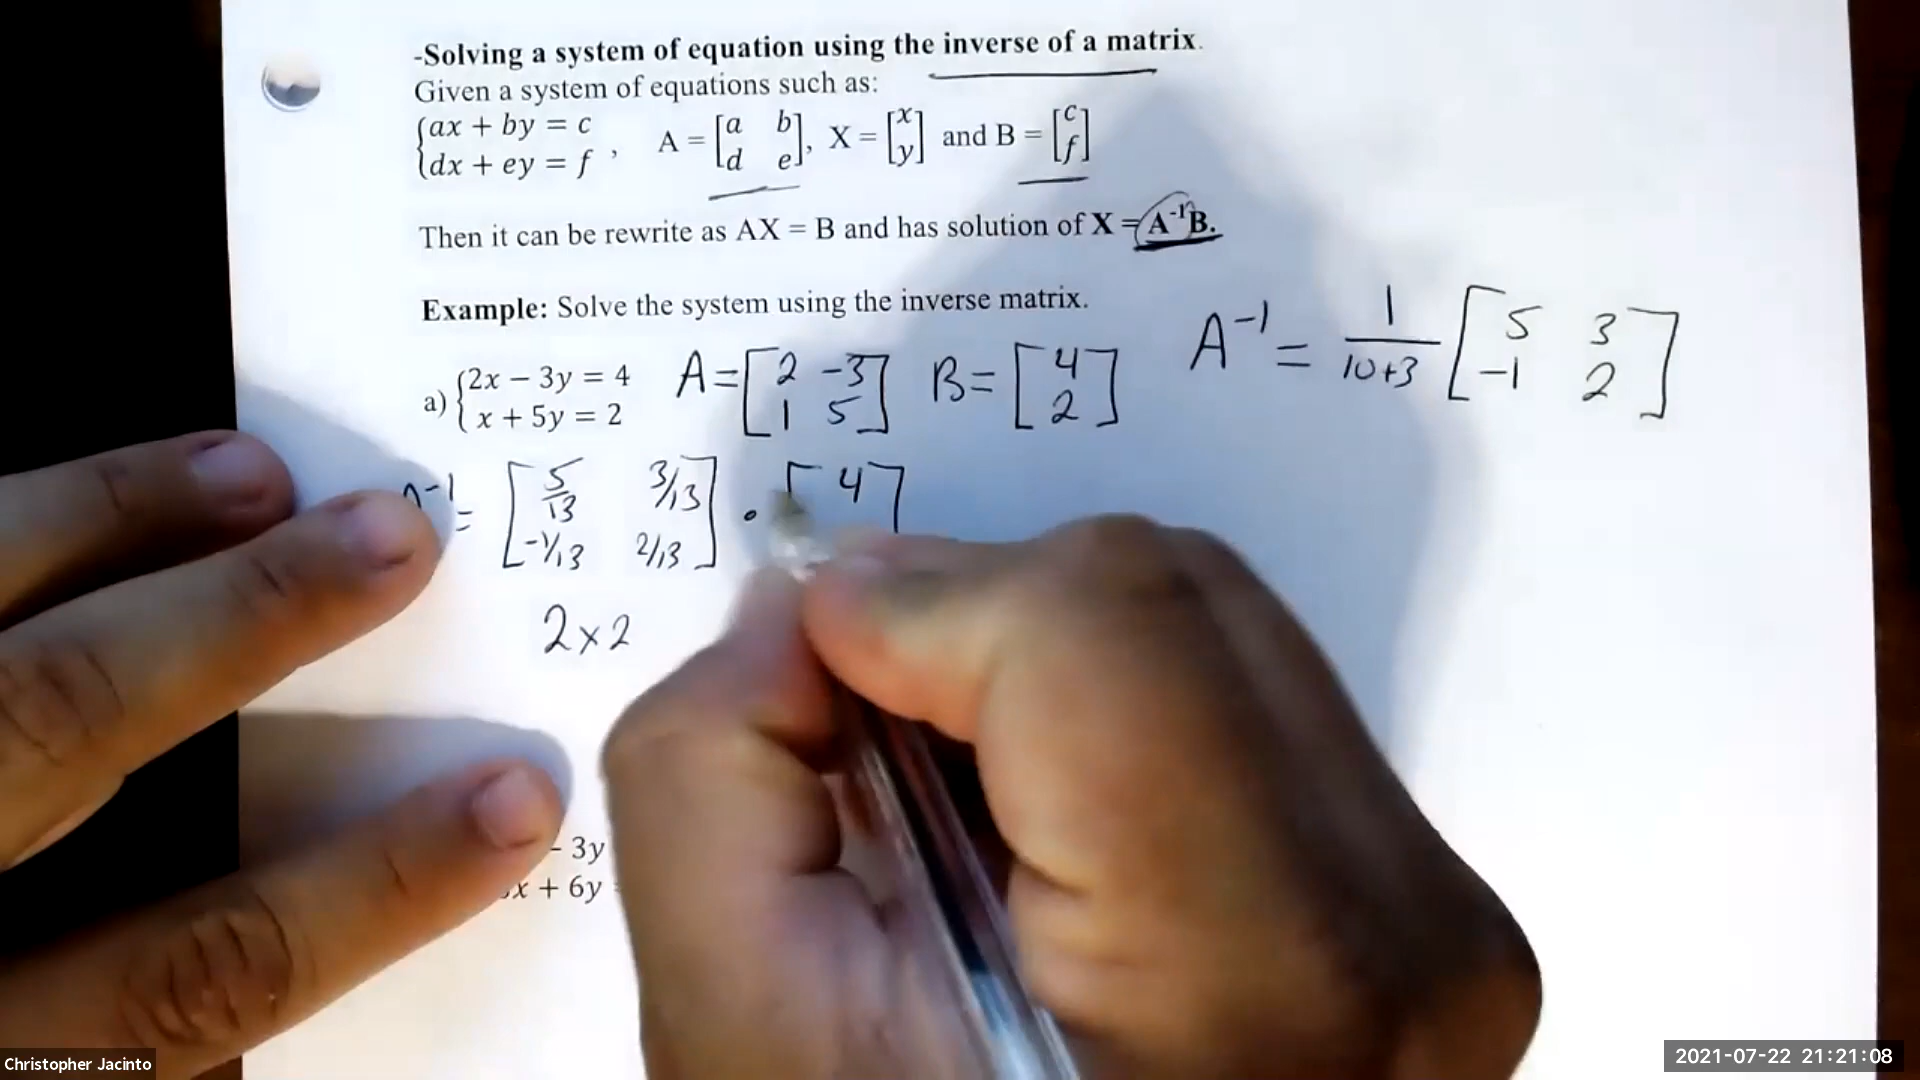 -Solving a system of equation using the inverse of a matrix.
Given a system of equations such as:
{ax + by = c
dx + ey = f , A = [a b
d e], X = [x
y] and B = [c
f]
Then it can be rewrite as AX = B and has solution of X = A⁻¹B.
Example: Solve the system using the inverse matrix.
a) {2x − 3y = 4
x + 5y = 2
A = [2 -3
1 5] B = [4
2]
A⁻¹ = 1/(10+3) [5 3
-1 2]
⁻¹ = [5/13 3/13
-1/13 2/13] · [4
2×2
- 3y
x + 6y
Christopher Jacinto
2021-07-22 21:21:08